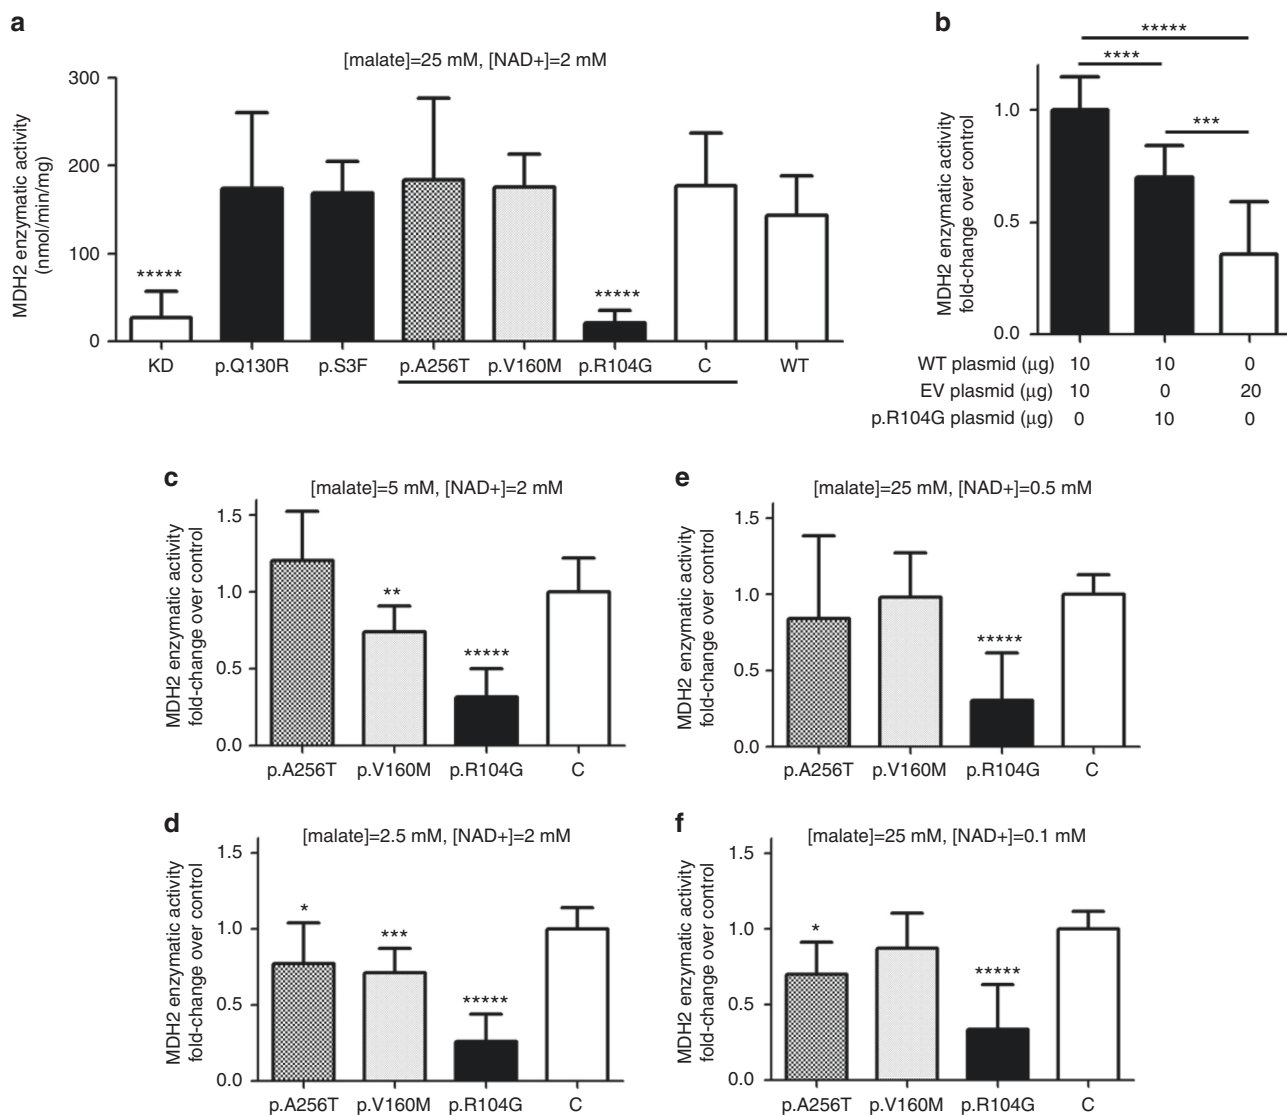 a
[malate]=25 mM, [NAD+]=2 mM
MDH2 enzymatic activity
(nmol/min/mg)
300
200
100
0
*****
*****
KD
p.Q130R
p.S3F
p.A256T
p.V160M
p.R104G
C
WT
b
*****
****
***
MDH2 enzymatic activity
fold-change over control
1.0
0.5
0.0
WT plasmid (µg) 10 10 0
EV plasmid (µg) 10 0 20
p.R104G plasmid (µg) 0 10 0
c
[malate]=5 mM, [NAD+]=2 mM
MDH2 enzymatic activity
fold-change over control
1.5
1.0
0.5
0.0
**
*****
p.A256T
p.V160M
p.R104G
C
e
[malate]=25 mM, [NAD+]=0.5 mM
MDH2 enzymatic activity
fold-change over control
1.5
1.0
0.5
0.0
*****
p.A256T
p.V160M
p.R104G
C
d
[malate]=2.5 mM, [NAD+]=2 mM
MDH2 enzymatic activity
fold-change over control
1.5
1.0
0.5
0.0
*
***
*****
p.A256T
p.V160M
p.R104G
C
f
[malate]=25 mM, [NAD+]=0.1 mM
MDH2 enzymatic activity
fold-change over control
1.5
1.0
0.5
0.0
*
*****
p.A256T
p.V160M
p.R104G
C